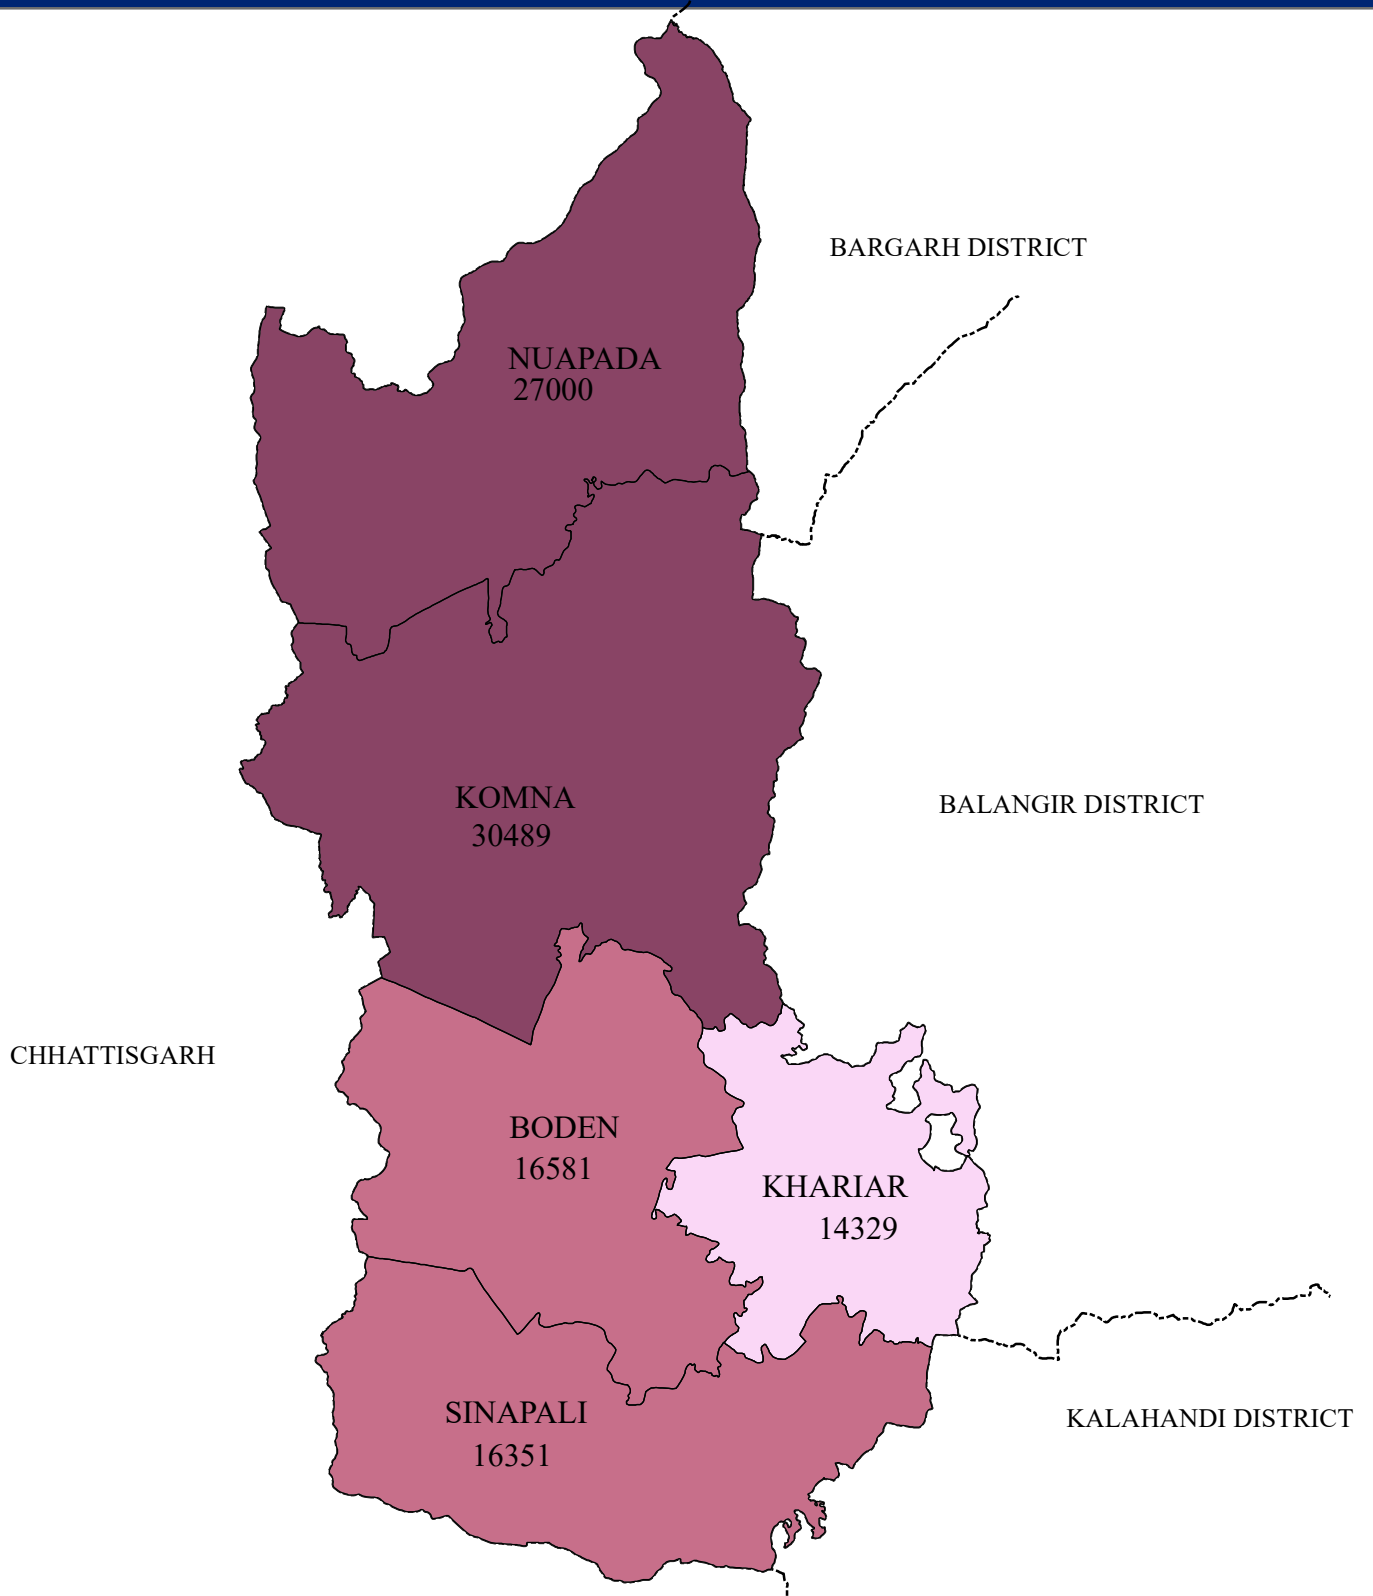 BARGARH DISTRICT
NUAPADA
27000
KOMNA
30489
BALANGIR DISTRICT
CHHATTISGARH
BODEN
16581
KHARIAR
14329
SINAPALI
16351
KALAHANDI DISTRICT